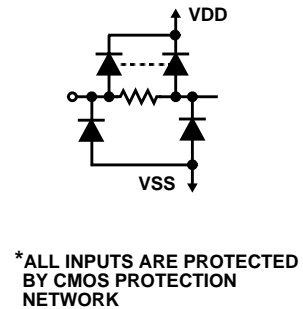 VDD
VSS
*ALL INPUTS ARE PROTECTED
BY CMOS PROTECTION
NETWORK